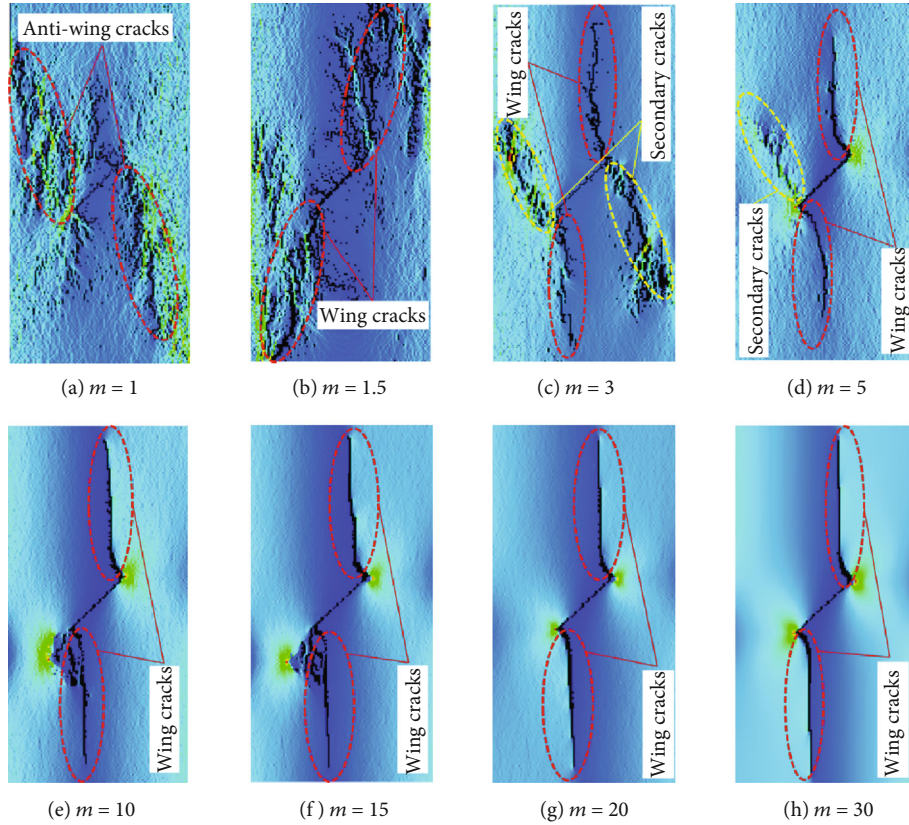 Anti-wing cracks
Wing cracks
Wing cracks
Secondary cracks
Secondary cracks
Wing cracks
(a) m = 1
(b) m = 1.5
(c) m = 3
(d) m = 5
Wing cracks
Wing cracks
Wing cracks
Wing cracks
(e) m = 10
(f) m = 15
(g) m = 20
(h) m = 30